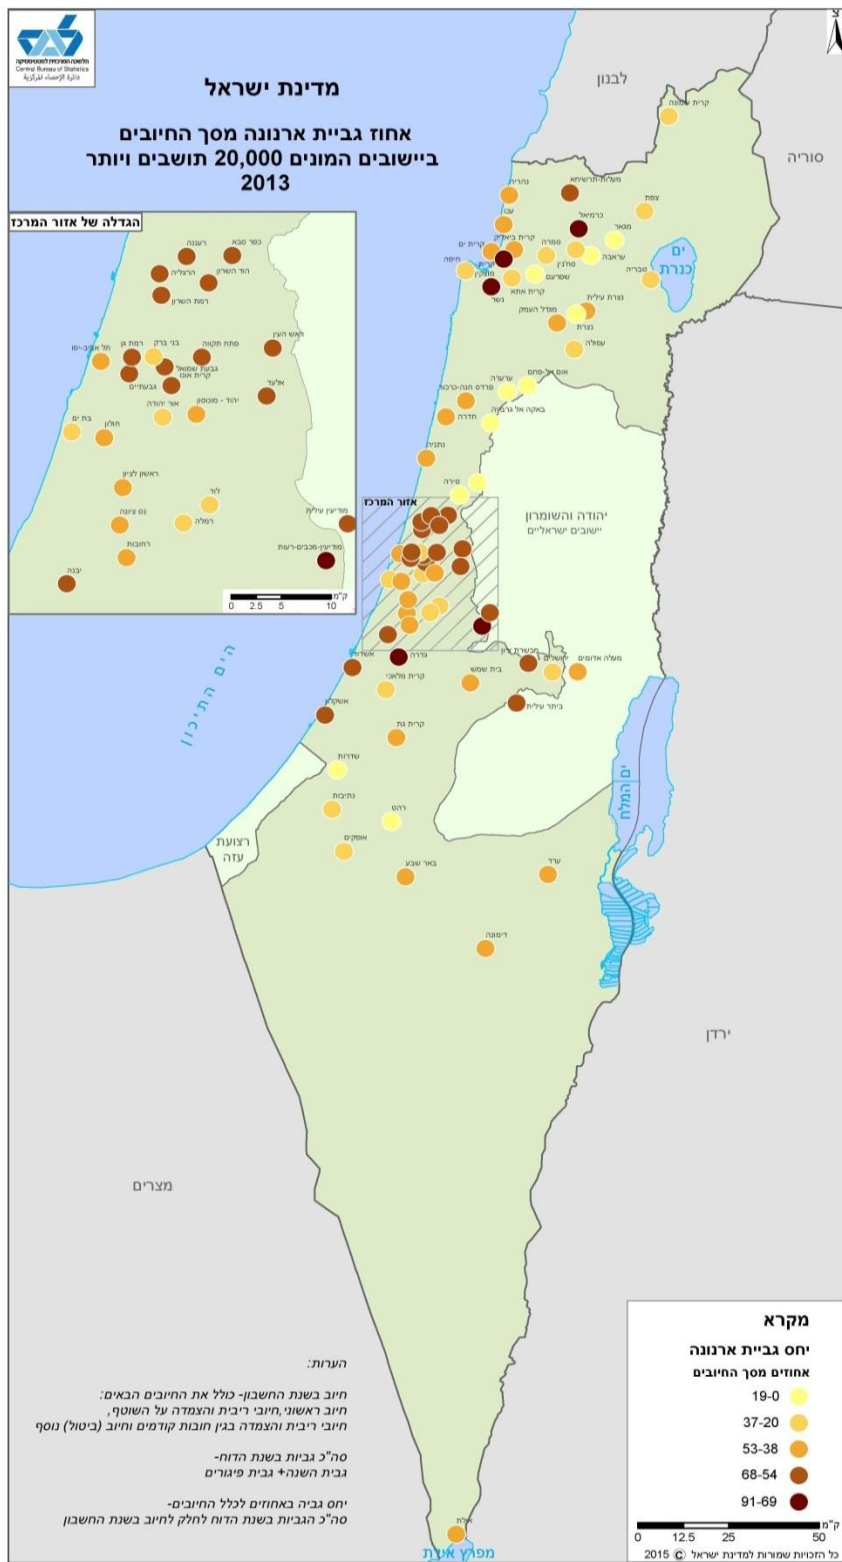 הלשכה המרכזית לסטטיסטיקה
Central Bureau of Statistics
دائرة الإحصاء المركزية
מדינת ישראל
אחוז גביית ארנונה מסך החיובים
ביישובים המונים 20,000 תושבים ויותר
2013
לבנון
סוריה
קרית שמונה
נהריה
מעלות-תרשיחא
עכו
כרמיאל
צפת
מגאר
קרית ים
קרית ביאליק
טמרה
סח'נין
עראבה
חיפה
קרית
מוצקין
קרית אתא
שפרעם
טבריה
ים
כנרת
נשר
נצרת עילית
מגדל העמק
נצרת
עפולה
אום אל-פחם
ערערה
פרדס חנה-כרכור
באקה אל גרביה
חדרה
נתניה
טירה
אזור המרכז
יהודה והשומרון
יישובים ישראליים
הגדלה של אזור המרכז
רעננה
כפר סבא
הרצליה
הוד השרון
רמת השרון
ראש העין
תל אביב-יפו
רמת גן
בני ברק
פתח תקווה
גבעת שמואל
קרית אונו
גבעתיים
אלעד
אור יהודה
יהוד - מונוסון
בת ים
חולון
ראשון לציון
לוד
נס ציונה
רמלה
מודיעין עילית
רחובות
מודיעין-מכבים-רעות
יבנה
ק"מ
0 2.5 5 10
הים התיכון
גדרה
אשדוד
קרית מלאכי
בית שמש
מבשרת ציון
ירושלים
מעלה אדומים
ביתר עילית
אשקלון
קרית גת
שדרות
נתיבות
רהט
ים המלח
רצועת
עזה
אופקים
באר שבע
ערד
דימונה
ירדן
מצרים
אילת
מפרץ אילת
הערות:
חיוב בשנת החשבון- כולל את החיובים הבאים:
חיוב ראשוני,חיובי ריבית והצמדה על השוטף,
חיובי ריבית והצמדה בגין חובות קודמים וחיוב (ביטול) נוסף
סה"כ גביות בשנת הדוח-
גבית השנה+ גבית פיגורים
יחס גביה באחוזים לכלל החיובים-
סה"כ הגביות בשנת הדוח לחלק לחיוב בשנת החשבון
מקרא
יחס גביית ארנונה
אחוזים מסך החיובים
19-0
37-20
53-38
68-54
91-69
ק"מ
0 12.5 25 50
כל הזכויות שמורות למדינת ישראל © 2015